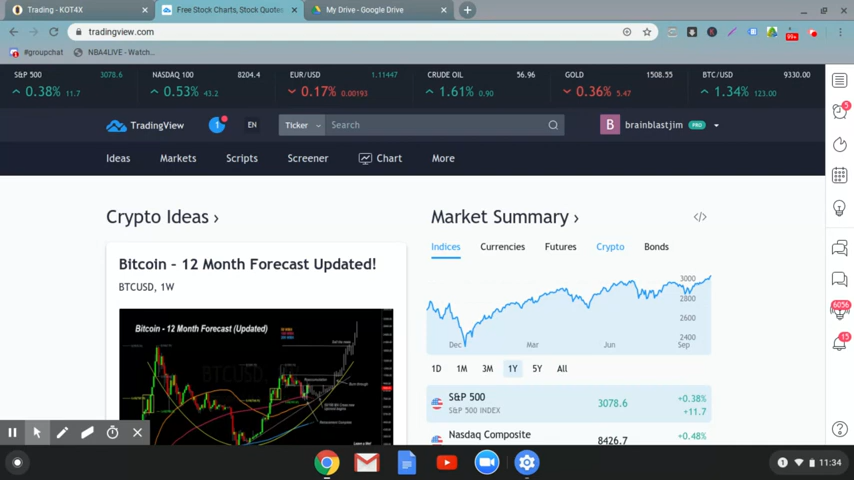 Trading - KOT4X
Free Stock Charts, Stock Quotes
My Drive - Google Drive
tradingview.com
#groupchat
NBA4LIVE - Watch...
99+
S&P 500 3078.6
0.38% 11.7
NASDAQ 100 8204.4
0.53% 43.2
EUR/USD 1.11447
0.17% 0.00193
CRUDE OIL 56.96
1.61% 0.90
GOLD 1508.55
0.36% 5.47
BTC/USD 9330.00
1.34% 123.00
TradingView
1
EN
Ticker
Search
B
brainblastjim
PRO
5
Ideas
Markets
Scripts
Screener
Chart
More
Crypto Ideas ›
Bitcoin - 12 Month Forecast Updated!
BTCUSD, 1W
Bitcoin - 12 Month Forecast (Updated)
BTCUSD
Market Summary ›
</>
Indices
Currencies
Futures
Crypto
Bonds
3000
2800
2600
2400
Dec
Mar
Jun
Sep
1D
1M
3M
1Y
5Y
All
S&P 500
S&P 500 INDEX
3078.6
+0.38%
+11.7
Nasdaq Composite
8426.7
+0.48%
6056
15
1
11:34